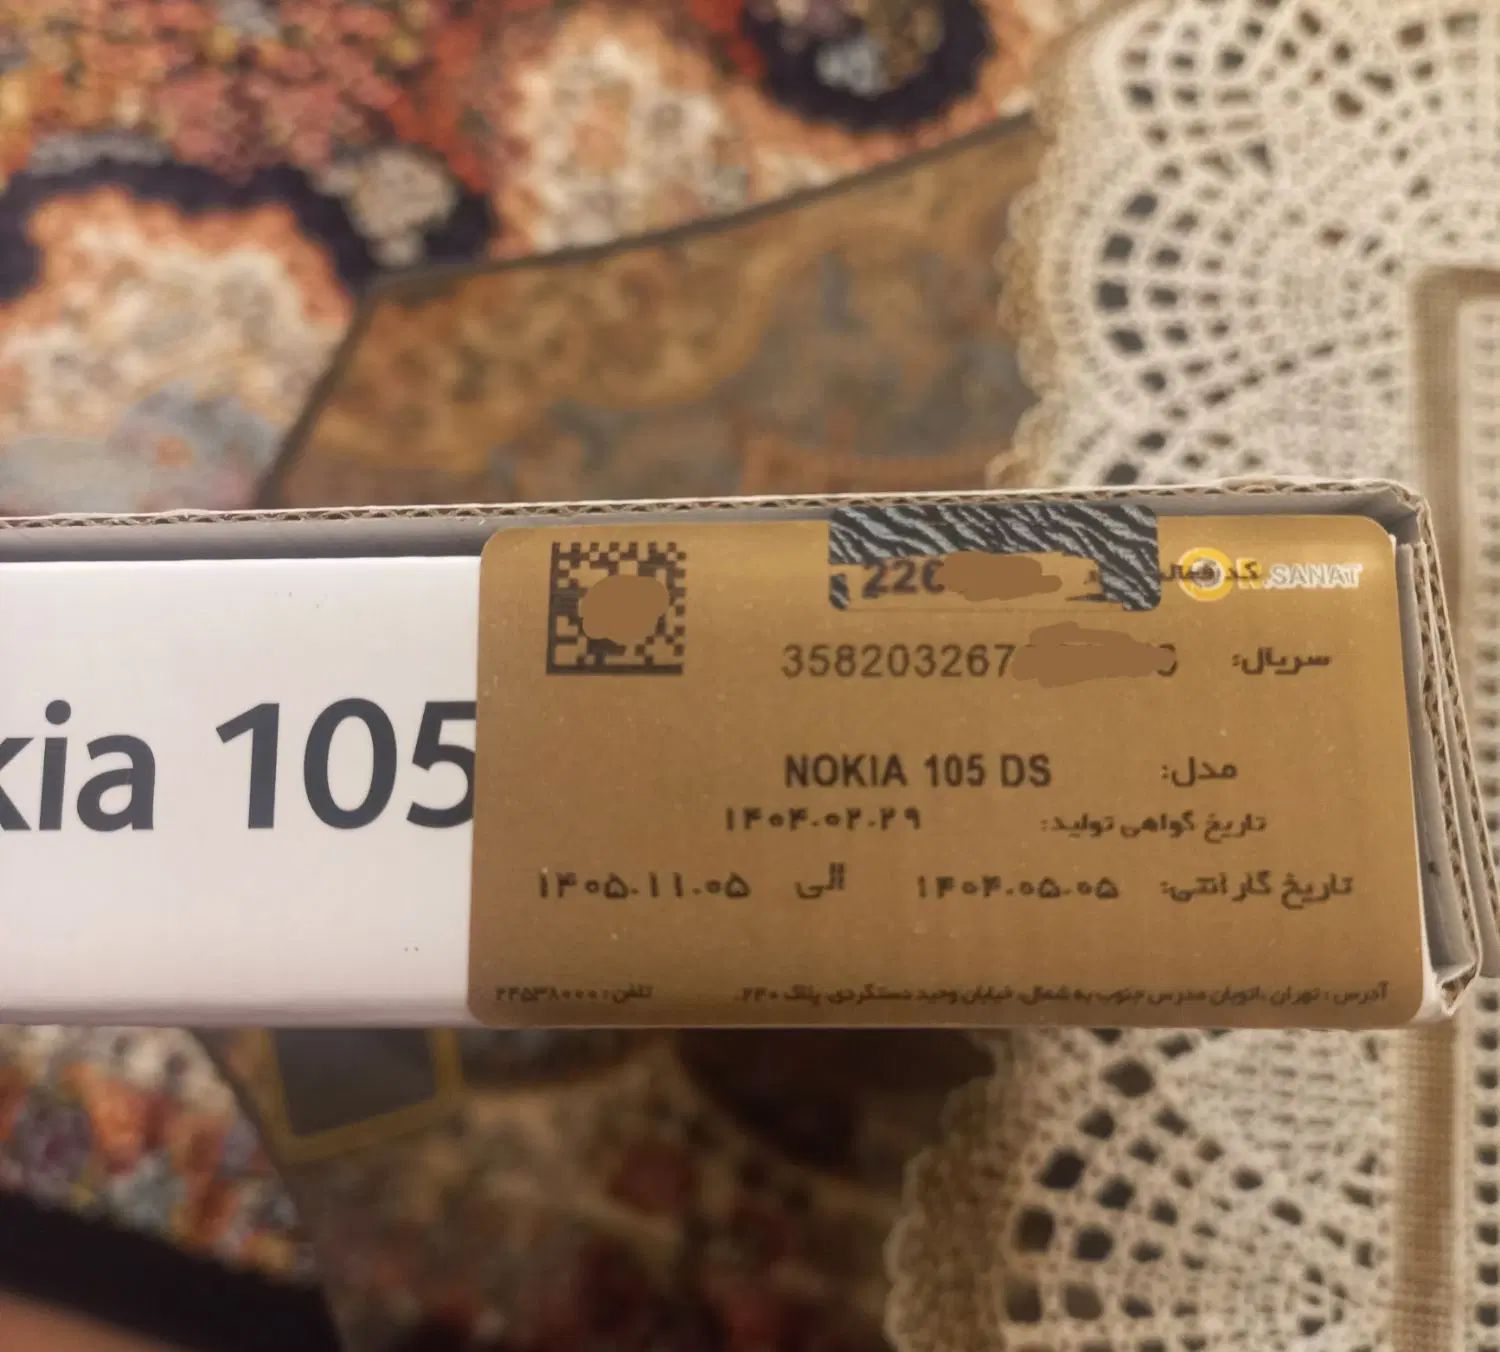 kia 105
کد فعال
R.SANAT
226
سریال: 358203267
مدل: NOKIA 105 DS
تاریخ گواهی تولید: ۱۴۰۴.۰۲.۲۹
تاریخ گارانتی: ۱۴۰۴.۰۵.۰۵ الی ۱۴۰۵.۱۱.۰۵
آدرس: تهران، اتوبان مدرس جنوب به شمال، خیابان وحید دستگردی، پلاک ۲۴۰. تلفن: ۲۴۵۳۸۰۰۰